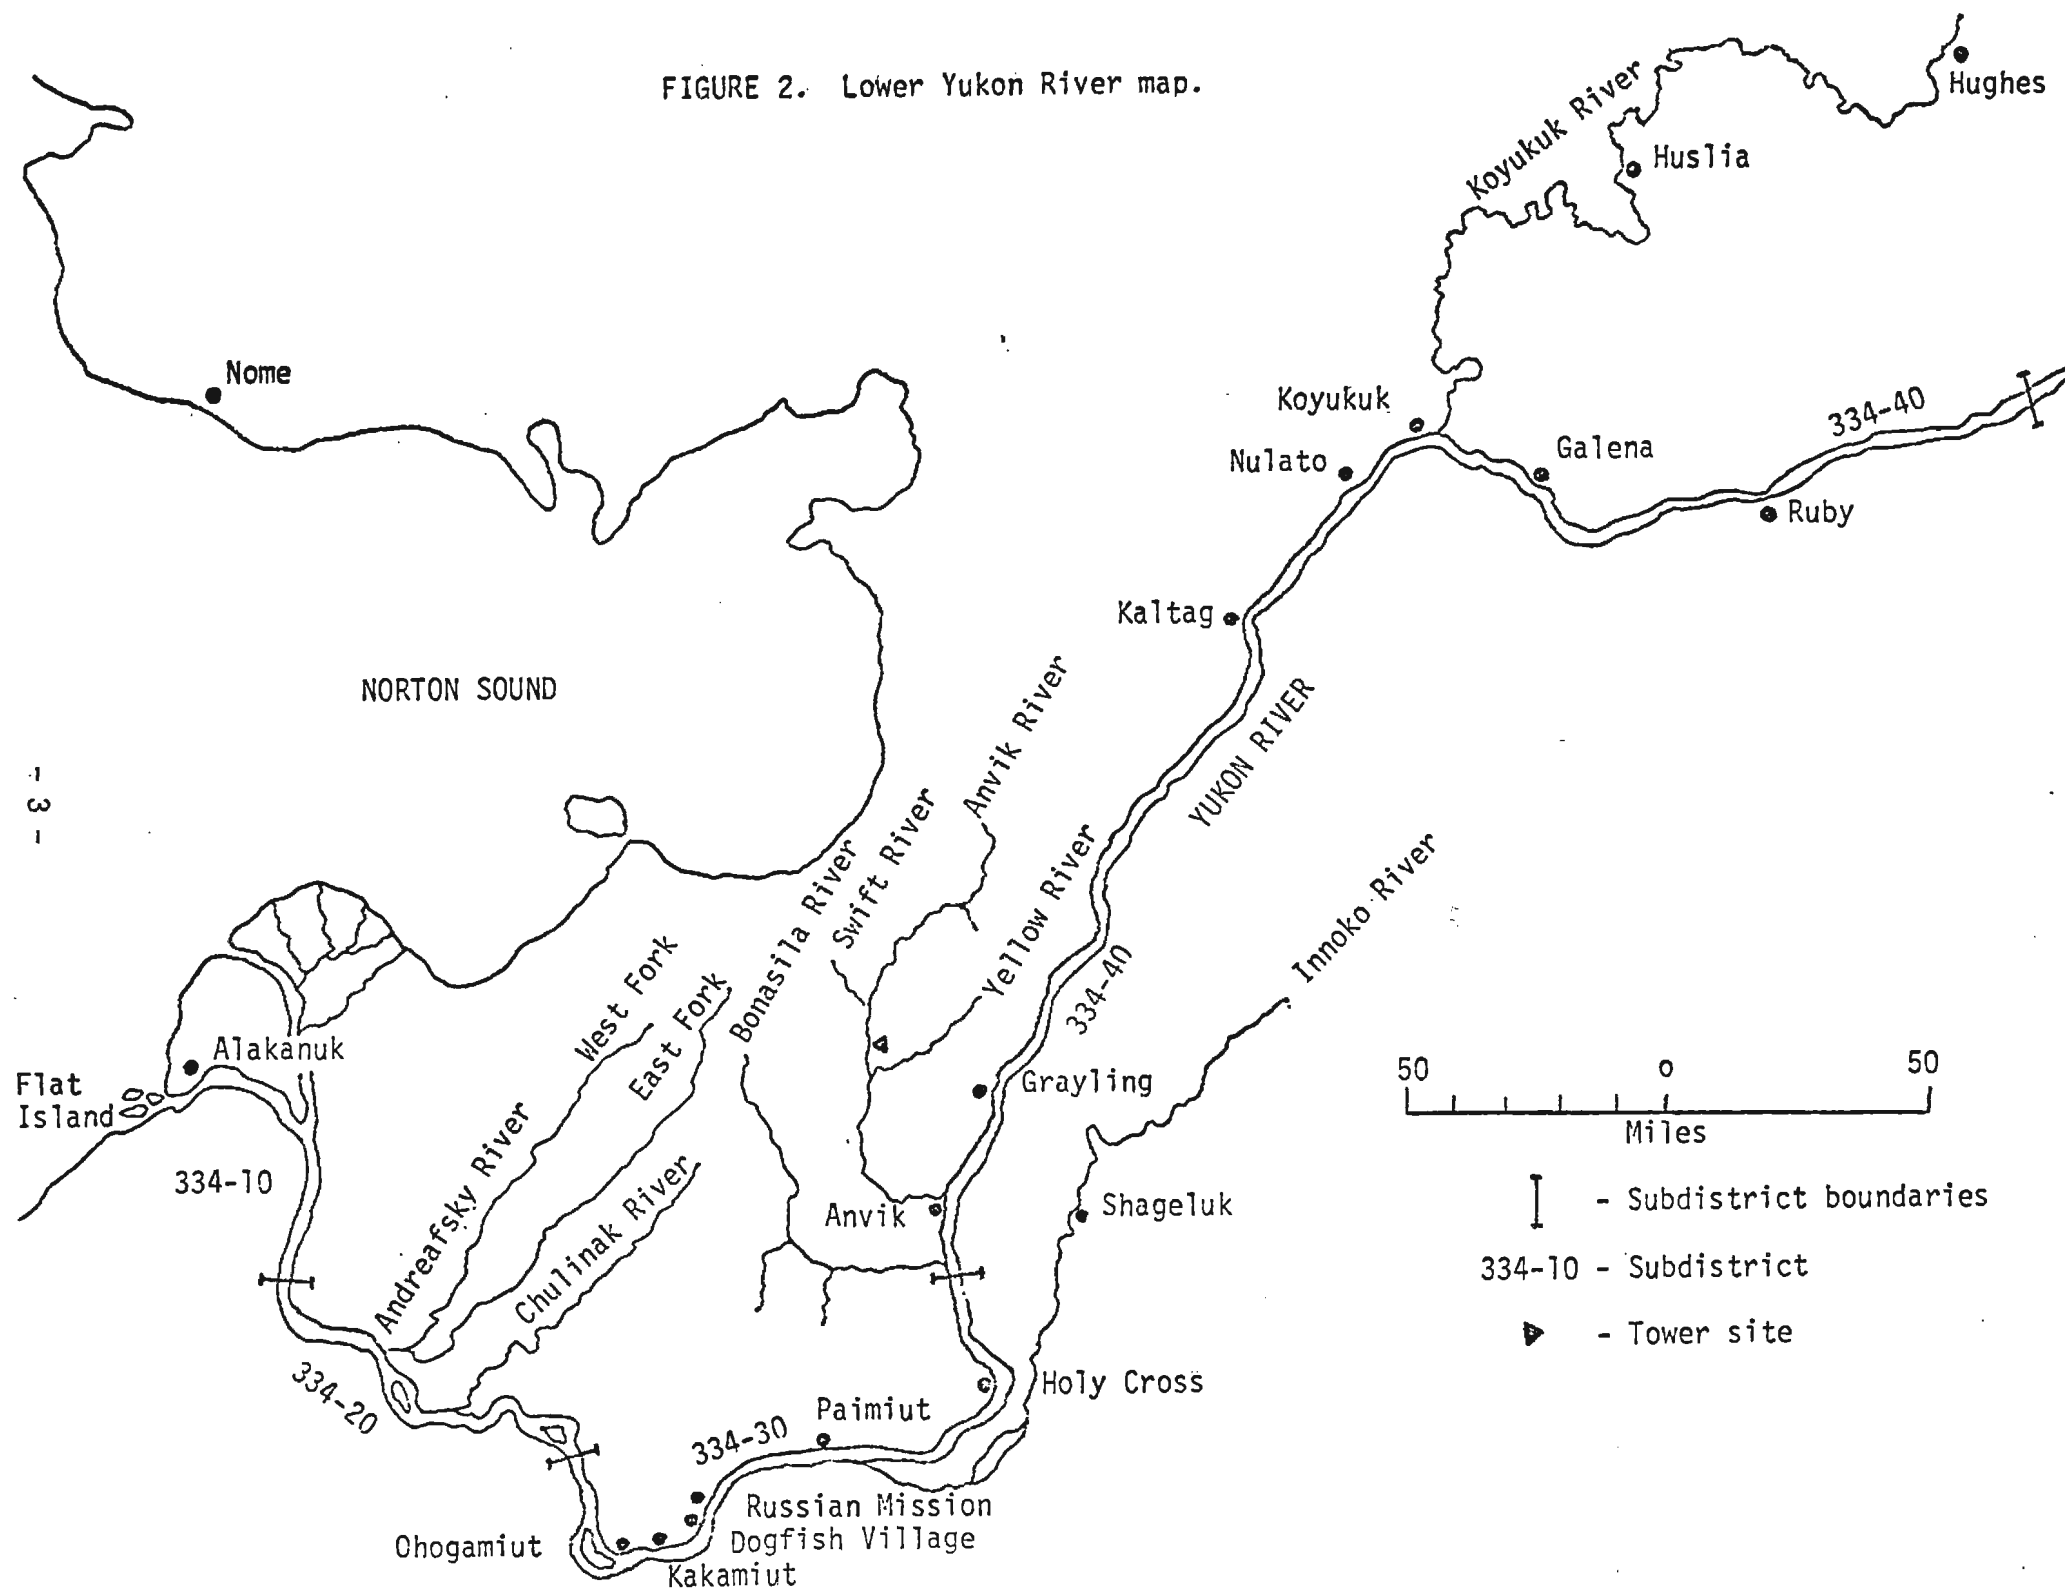 FIGURE 2. Lower Yukon River map.
Hughes
Koyukuk River
Huslia
Nome
Koyukuk
334-40
Nulato
Galena
Ruby
Kaltag
NORTON SOUND
Anvik River
YUKON RIVER
- 3 -
Swift River
Bonasila River
Yellow River
Innoko River
West Fork
East Fork
334-40
Alakanuk
Flat
Island
Grayling
50 0 50
Miles
Andreafsky River
334-10
Chulinak River
Anvik
Shageluk
- Subdistrict boundaries
334-10 - Subdistrict
- Tower site
334-20
Holy Cross
Paimiut
334-30
Russian Mission
Dogfish Village
Ohogamiut
Kakamiut